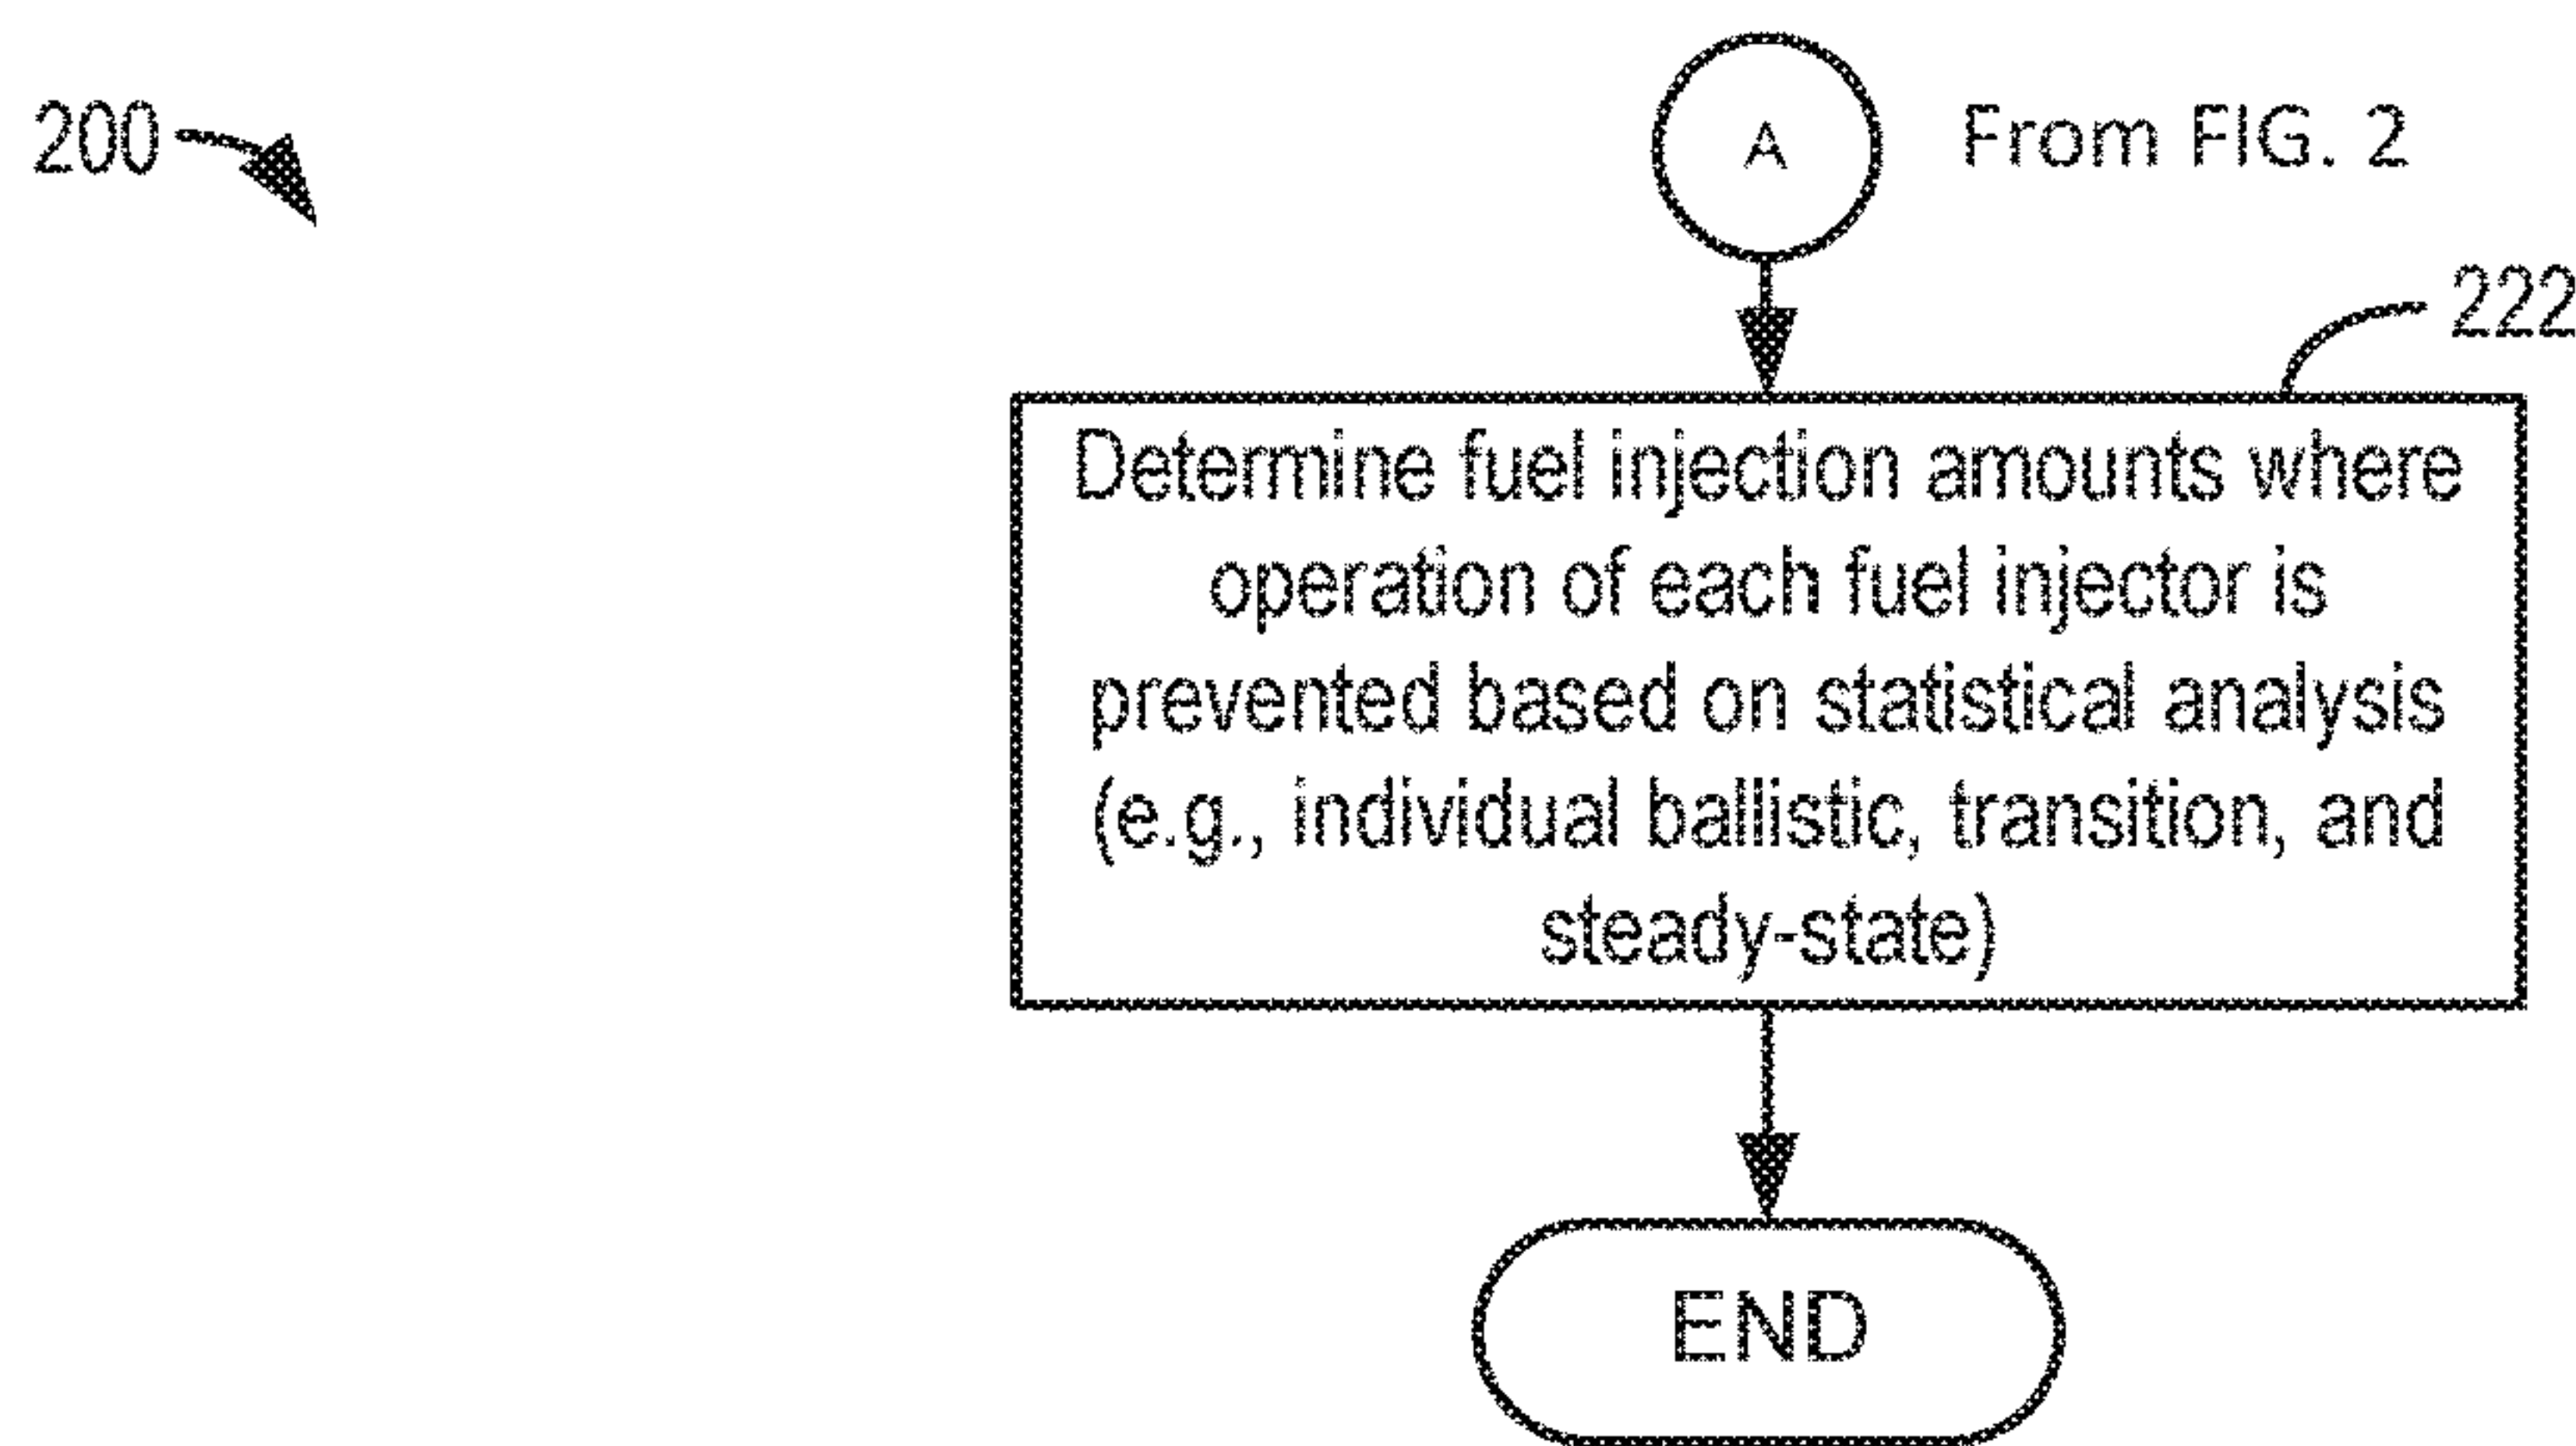 200
A
From FIG. 2
222
Determine fuel injection amounts where
operation of each fuel injector is
prevented based on statistical analysis
(e.g., individual ballistic, transition, and
steady-state)
END